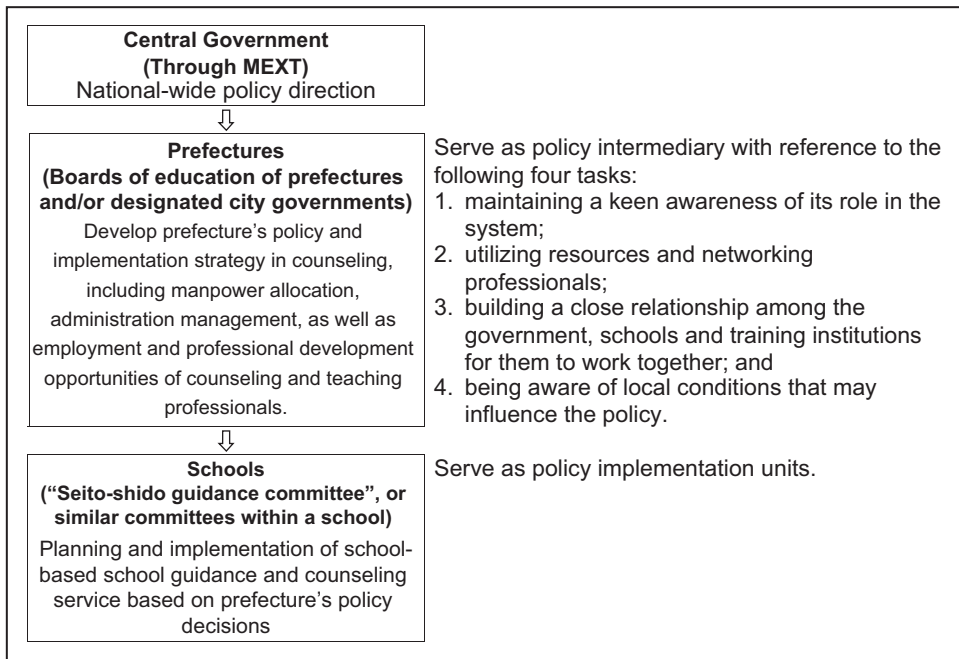 Central Government
(Through MEXT)
National-wide policy direction
Prefectures
(Boards of education of prefectures
and/or designated city governments)
Develop prefecture's policy and
implementation strategy in counseling,
including manpower allocation,
administration management, as well as
employment and professional development
opportunities of counseling and teaching
professionals.
Serve as policy intermediary with reference to the
following four tasks:
1. maintaining a keen awareness of its role in the
system;
2. utilizing resources and networking
professionals;
3. building a close relationship among the
government, schools and training institutions
for them to work together; and
4. being aware of local conditions that may
influence the policy.
Schools
(“Seito-shido guidance committee”, or
similar committees within a school)
Planning and implementation of school-
based school guidance and counseling
service based on prefecture's policy
decisions
Serve as policy implementation units.